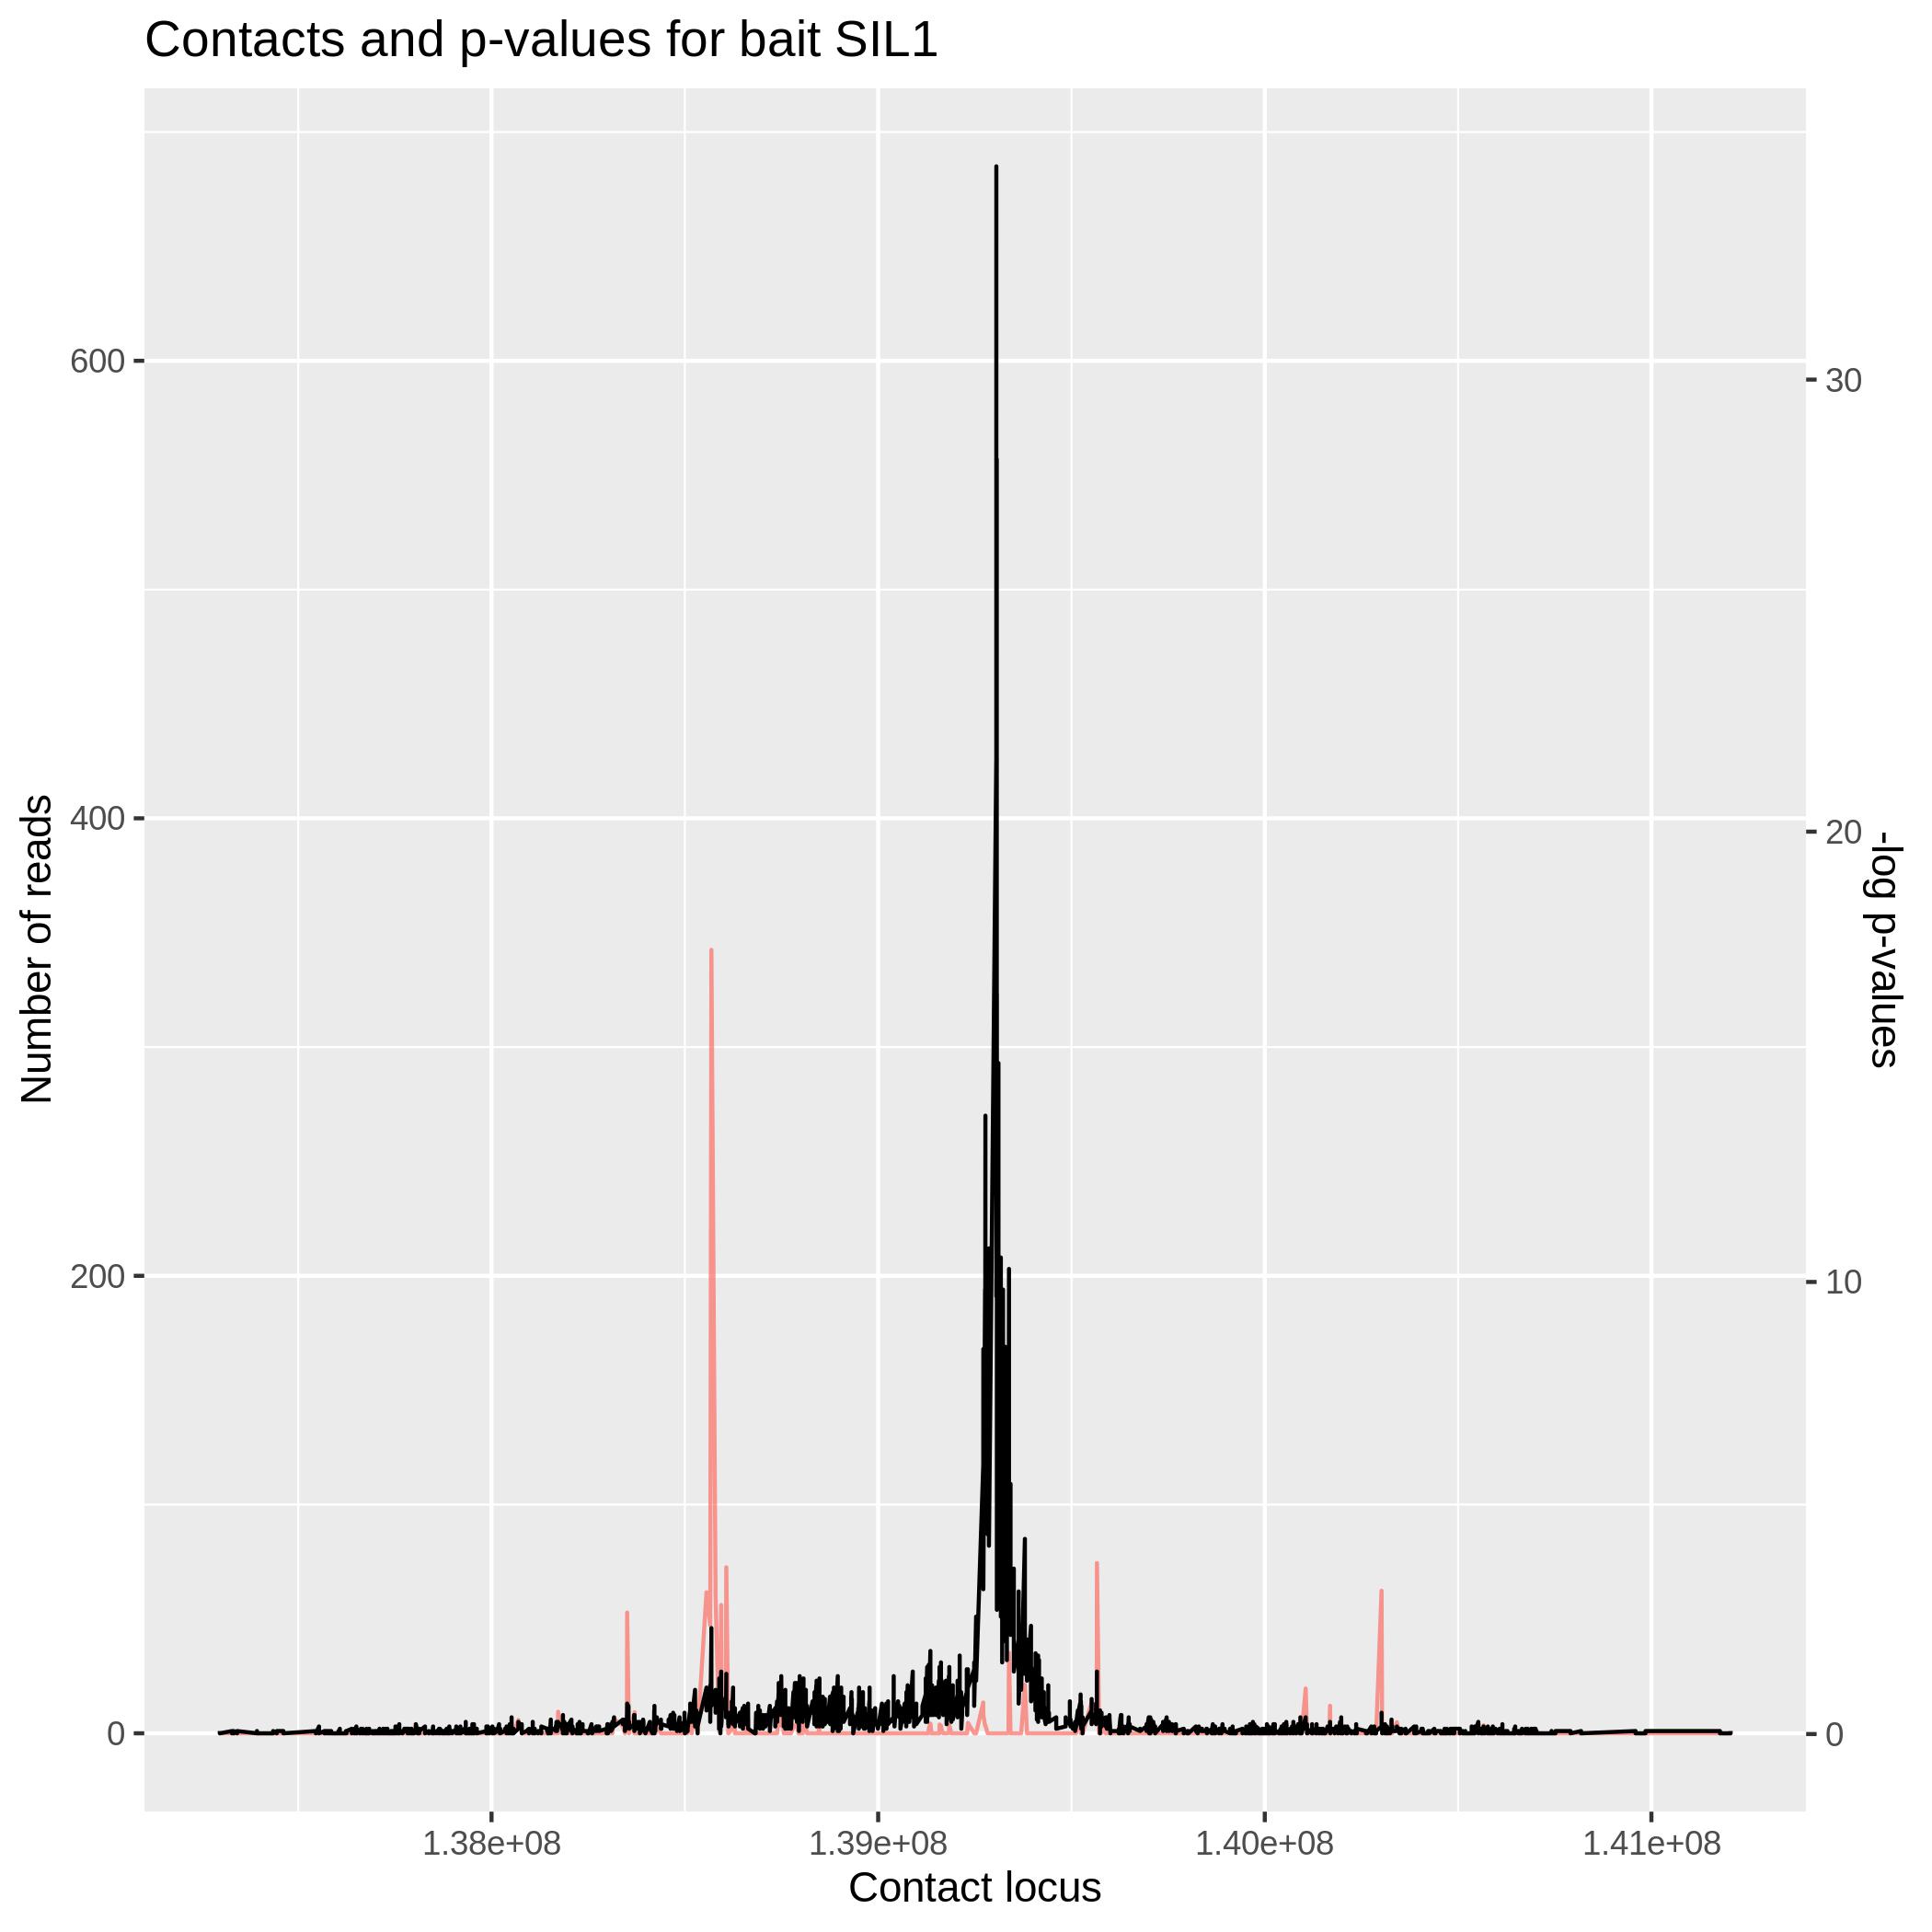 Contacts and p-values for bait SIL1
600
400
200
0
Number of reads
30
20
10
0
-log p-values
1.38e+08
1.39e+08
1.40e+08
1.41e+08
Contact locus